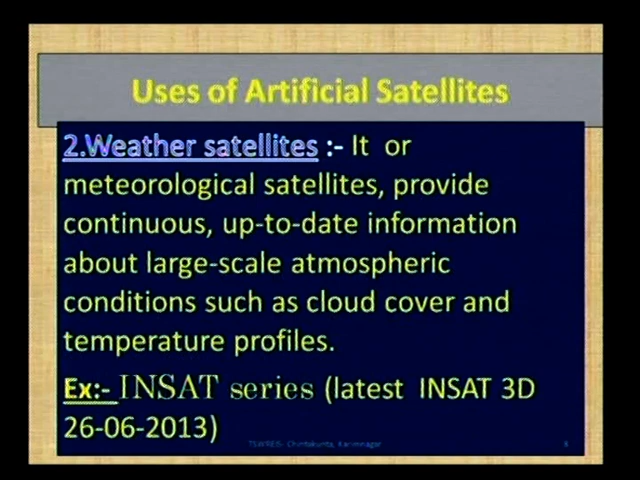 Uses of Artificial Satellites
2.Weather satellites :- It or
meteorological satellites, provide
continuous, up-to-date information
about large-scale atmospheric
conditions such as cloud cover and
temperature profiles.
Ex:- INSAT series (latest INSAT 3D
26-06-2013)
TSWREIS- Chintakunta, Karimnagar